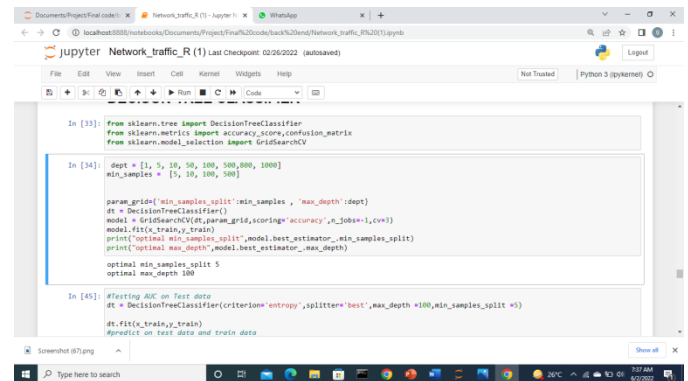 Documents/Project/Final code/b
Network_traffic_R (1) - Jupyter N
WhatsApp
localhost:8888/notebooks/Documents/Project/Final%20code/back%20end/Network_traffic_R%20(1).ipynb
jupyter Network_traffic_R (1) Last Checkpoint: 02/26/2022 (autosaved)
Logout
File Edit View Insert Cell Kernel Widgets Help
Not Trusted
Python 3 (ipykernel)
Run
Code
DECISION TREE CLASSIFIER
In [33]: from sklearn.tree import DecisionTreeClassifier
from sklearn.metrics import accuracy_score,confusion_matrix
from sklearn.model_selection import GridSearchCV
In [34]: dept = [1, 5, 10, 50, 100, 500,800, 1000]
min_samples = [5, 10, 100, 500]
param_grid={'min_samples_split':min_samples , 'max_depth':dept}
dt = DecisionTreeClassifier()
model = GridSearchCV(dt,param_grid,scoring='accuracy',n_jobs=-1,cv=3)
model.fit(x_train,y_train)
print("optimal min_samples_split",model.best_estimator_.min_samples_split)
print("optimal max_depth",model.best_estimator_.max_depth)
optimal min_samples_split 5
optimal max_depth 100
In [45]: #Testing AUC on Test data
dt = DecisionTreeClassifier(criterion='entropy',splitter='best',max_depth =100,min_samples_split =5)
dt.fit(x_train,y_train)
#predict on test data and train data
Screenshot (67).png
Show all
Type here to search
26°C
7:37 AM
6/2/2022